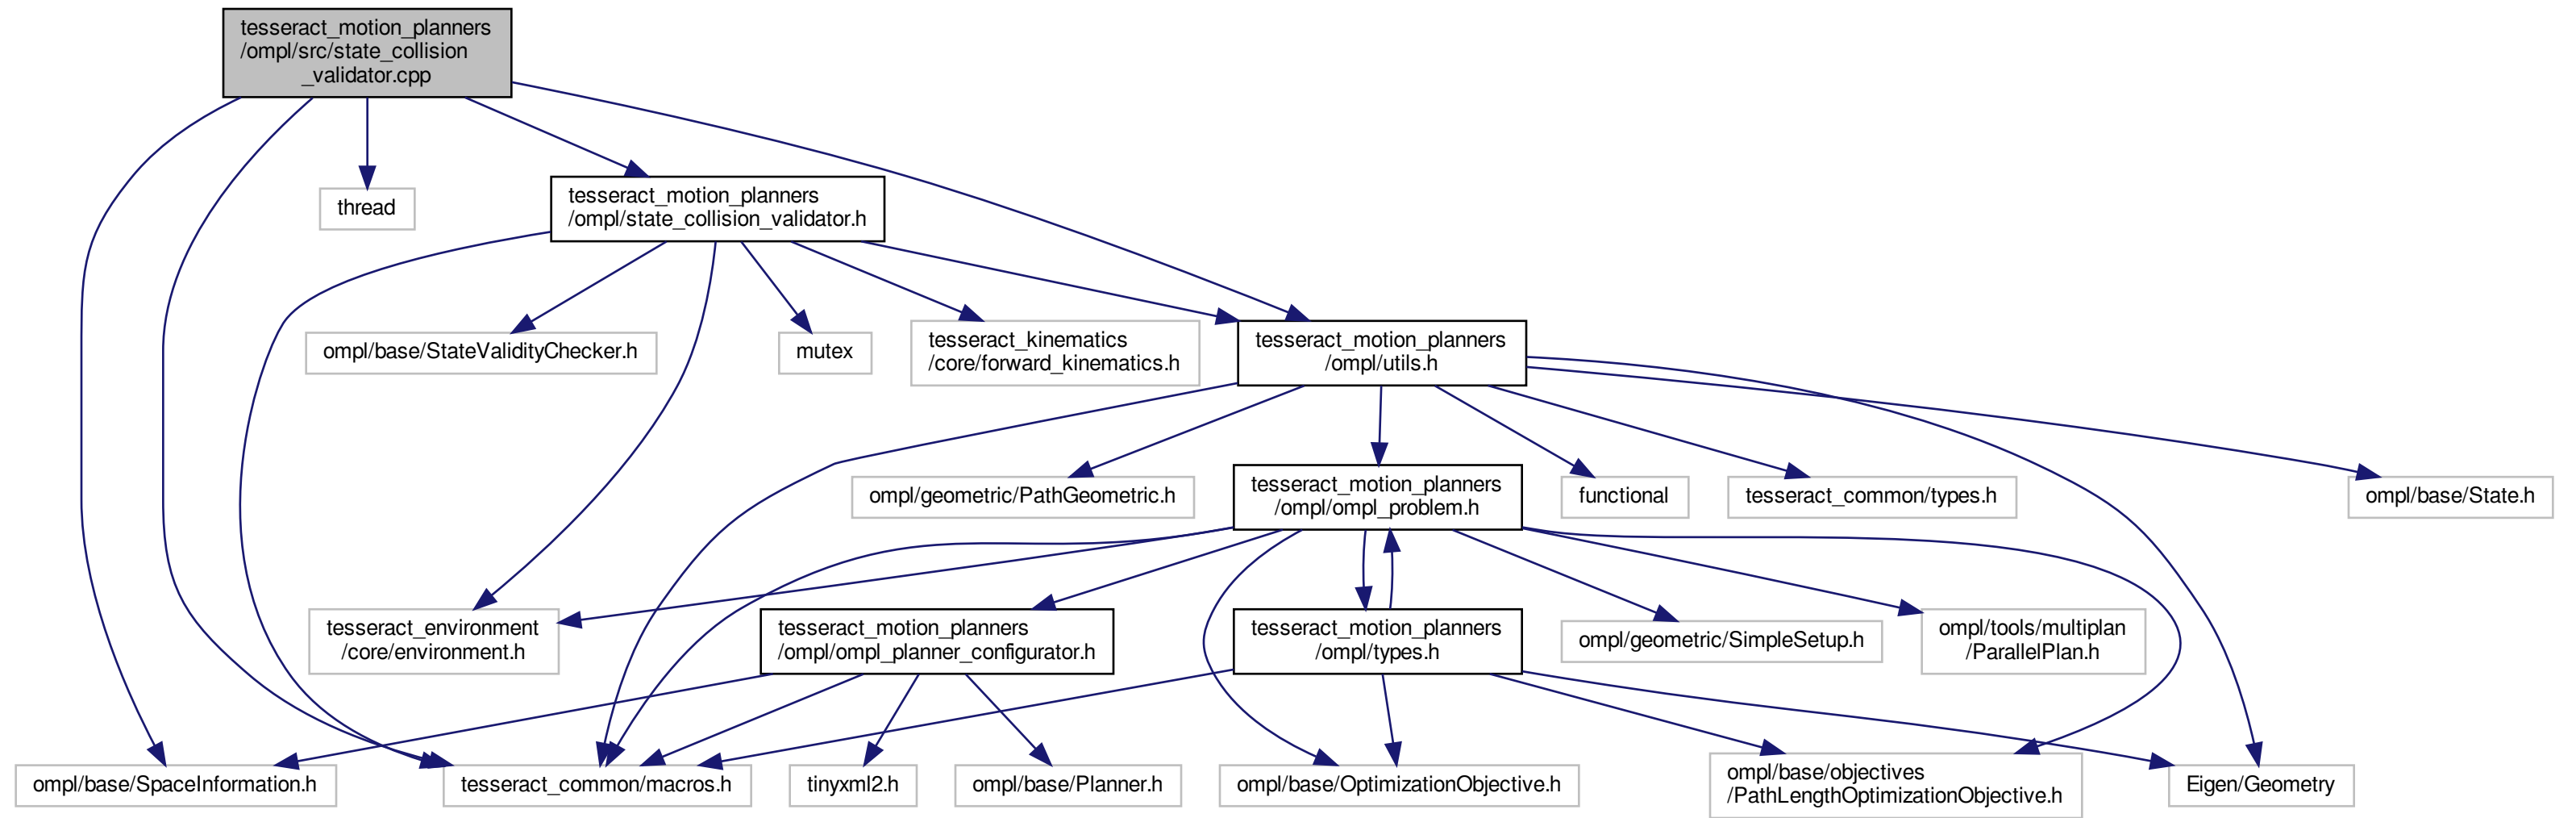 tesseract_motion_planners
/ompl/src/state_collision
_validator.cpp
thread
tesseract_motion_planners
/ompl/state_collision_validator.h
ompl/base/StateValidityChecker.h
mutex
tesseract_kinematics
/core/forward_kinematics.h
tesseract_motion_planners
/ompl/utils.h
ompl/geometric/PathGeometric.h
tesseract_motion_planners
/ompl/ompl_problem.h
functional
tesseract_common/types.h
ompl/base/State.h
tesseract_environment
/core/environment.h
tesseract_motion_planners
/ompl/ompl_planner_configurator.h
tesseract_motion_planners
/ompl/types.h
ompl/geometric/SimpleSetup.h
ompl/tools/multiplan
/ParallelPlan.h
ompl/base/SpaceInformation.h
tesseract_common/macros.h
tinyxml2.h
ompl/base/Planner.h
ompl/base/OptimizationObjective.h
ompl/base/objectives
/PathLengthOptimizationObjective.h
Eigen/Geometry